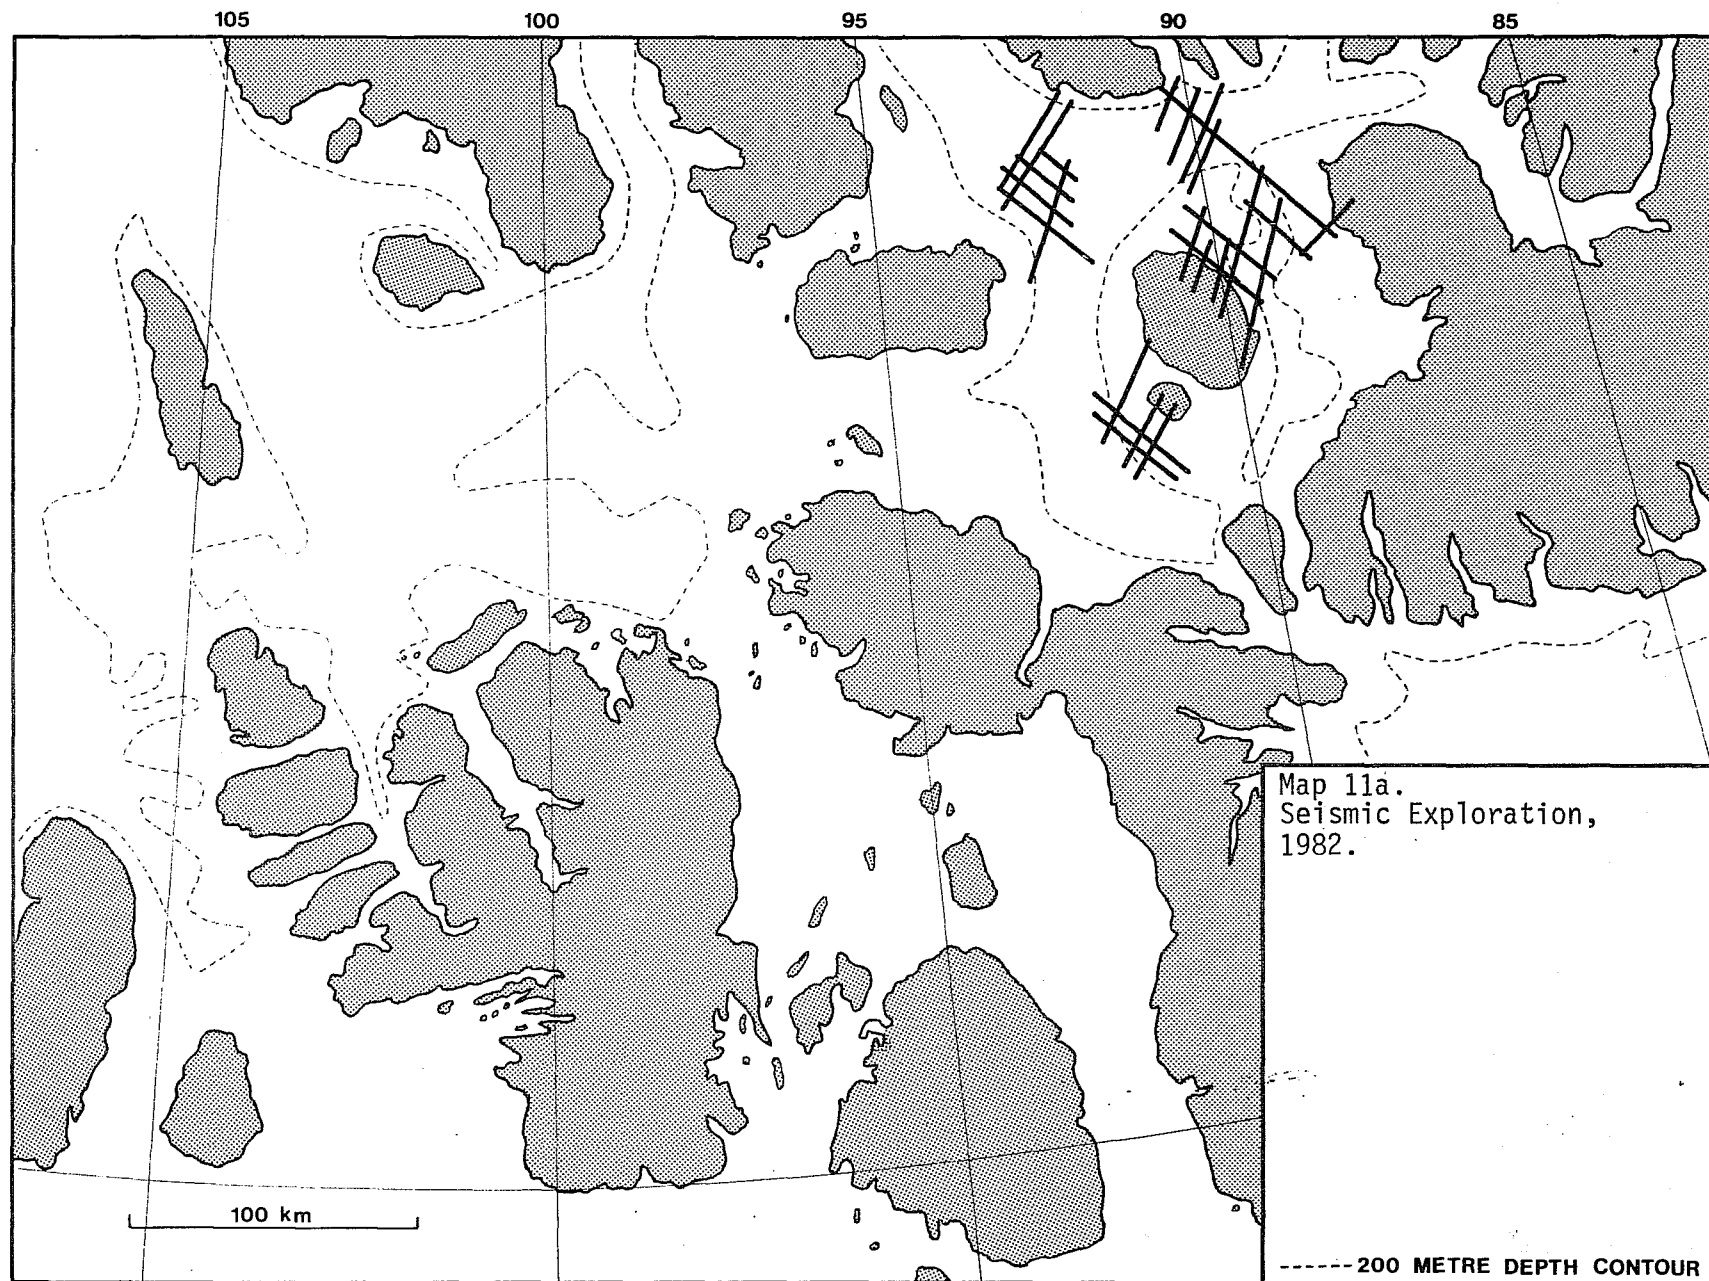 105 100 95 90 85
Map 11a.
Seismic Exploration,
1982.
100 km
200 METRE DEPTH CONTOUR